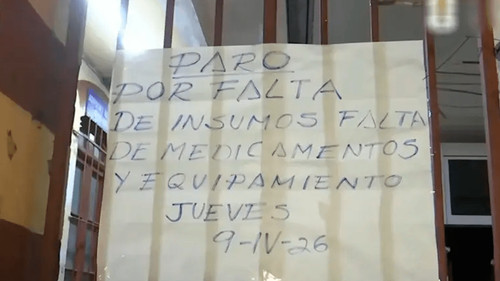 PARO
POR FALTA
DE INSUMOS FALTA
DE MEDICAMENTOS
Y EQUIPAMIENTO
JUEVES
9-IV-26